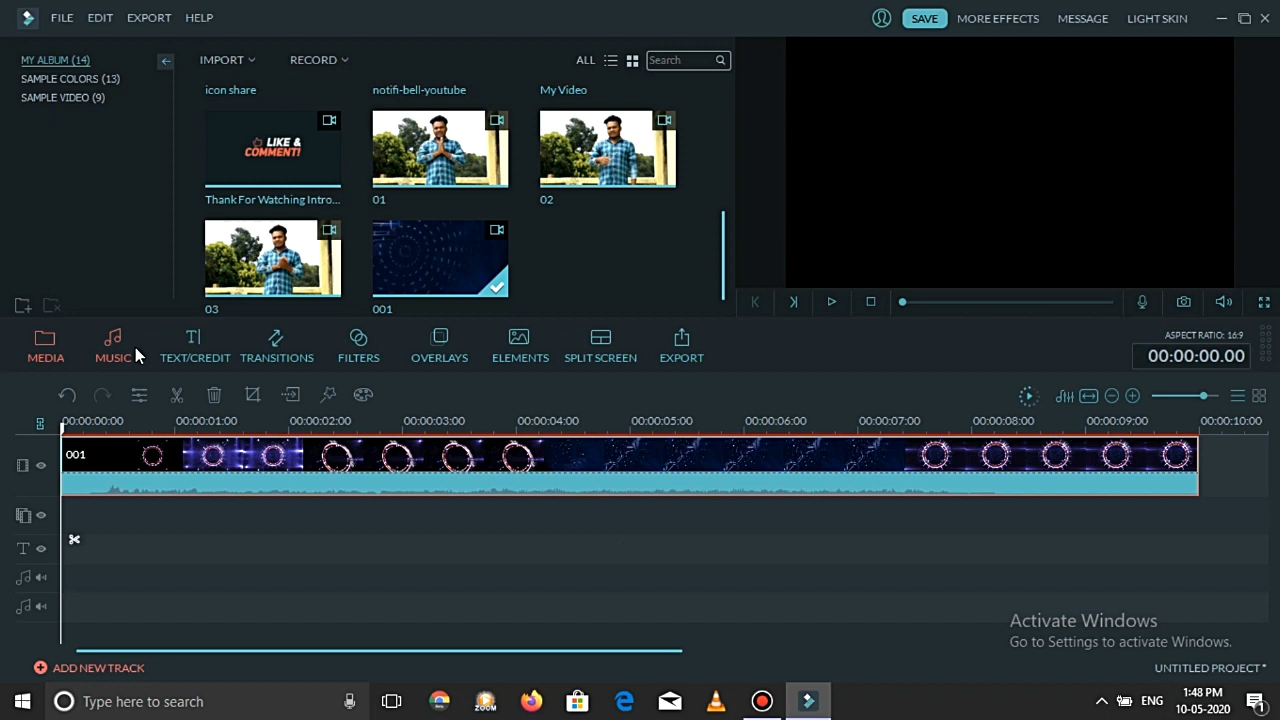 FILE EDIT EXPORT HELP
SAVE MORE EFFECTS MESSAGE LIGHT SKIN
MY ALBUM (14)
SAMPLE COLORS (13)
SAMPLE VIDEO (9)
IMPORT RECORD ALL Search
icon share notifi-bell-youtube My Video
LIKE &
COMMENT!
Thank For Watching Intro... 01 02
03 001
MEDIA MUSIC TEXT/CREDIT TRANSITIONS FILTERS OVERLAYS ELEMENTS SPLIT SCREEN EXPORT
ASPECT RATIO: 16:9
00:00:00.00
00:00:00:00 00:00:01:00 00:00:02:00 00:00:03:00 00:00:04:00 00:00:05:00 00:00:06:00 00:00:07:00 00:00:08:00 00:00:09:00 00:00:10:00
001
Activate Windows
Go to Settings to activate Windows.
ADD NEW TRACK
UNTITLED PROJECT*
Type here to search
ZOOM
ENG
1:48 PM
10-05-2020
1